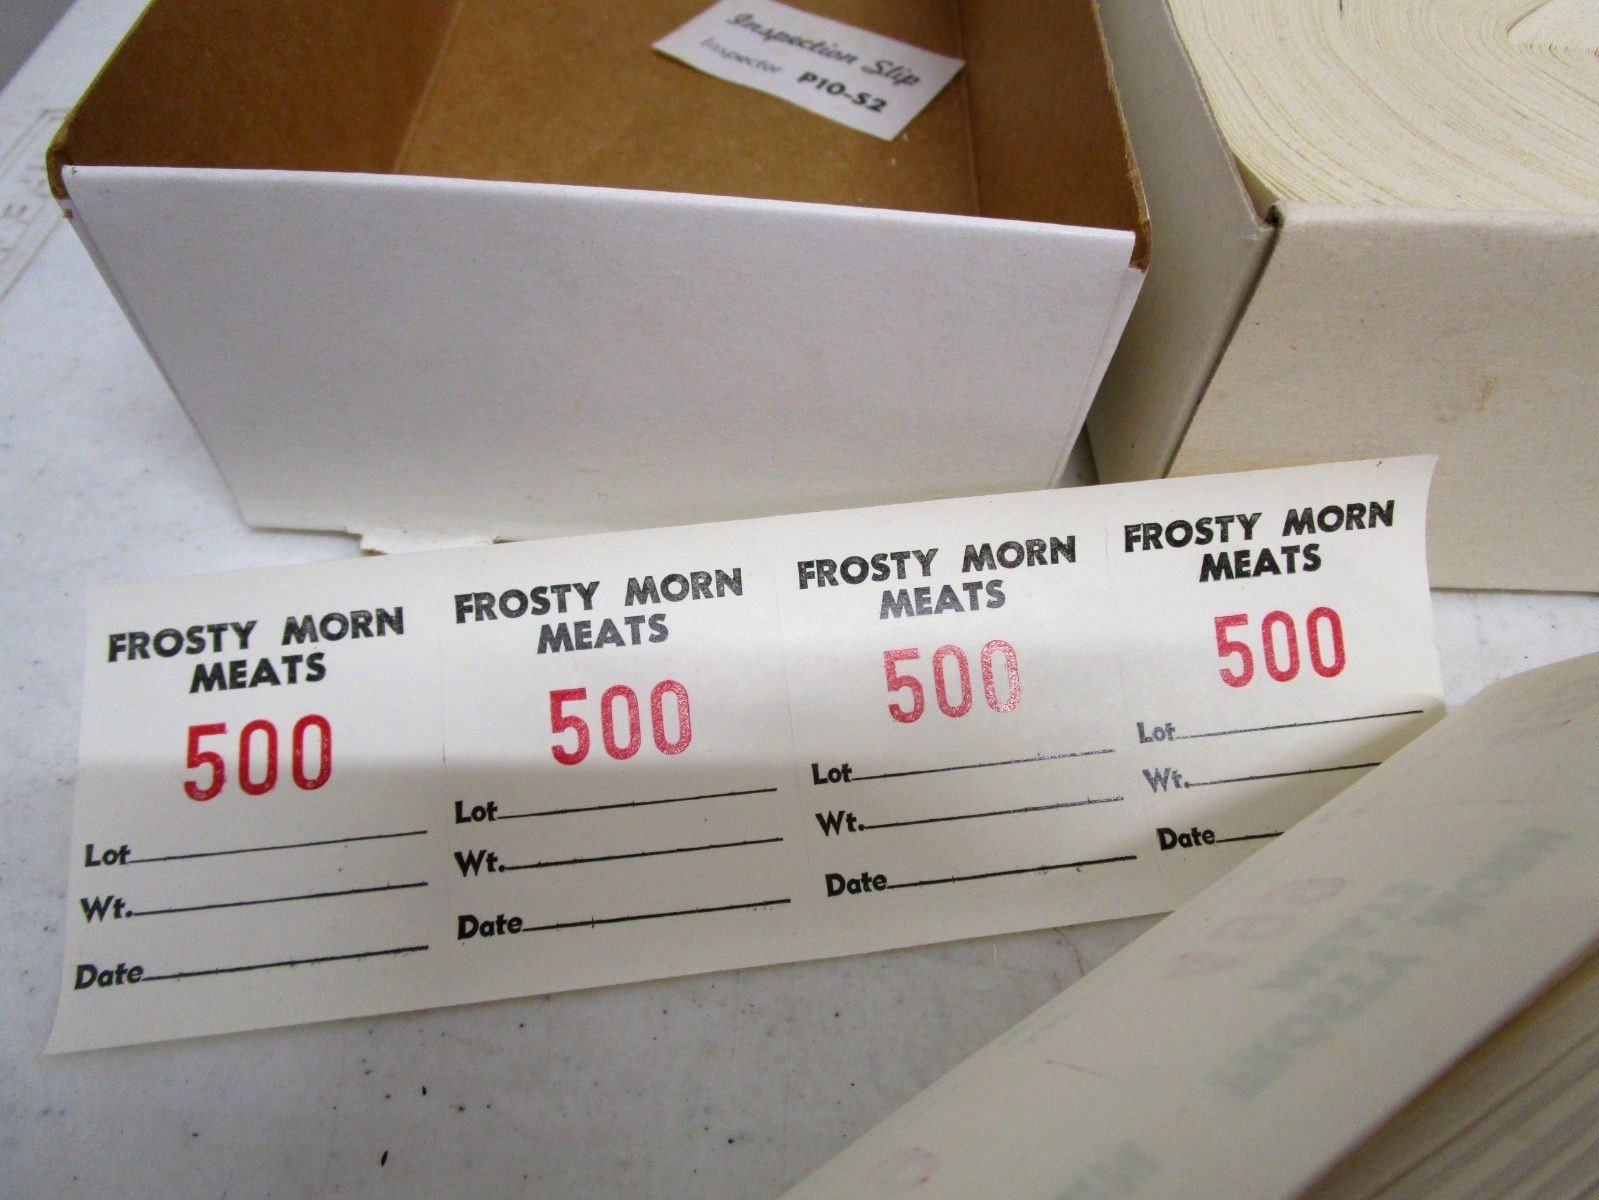 Inspection Slip
Inspector P10-S2
FROSTY MORN
MEATS
500
Lot
Wt.
Date
FROSTY MORN
MEATS
500
Lot
Wt.
Date
FROSTY MORN
MEATS
500
Lot
Wt.
Date
FROSTY MORN
MEATS
500
Lot
Wt.
Date